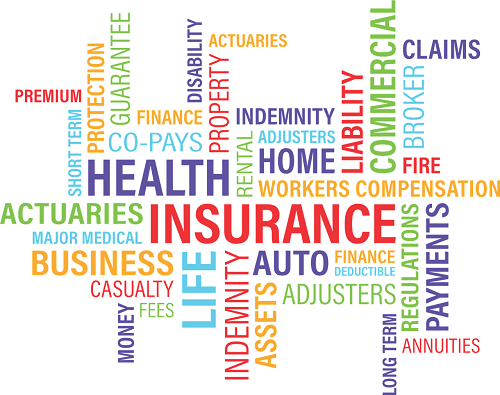 COMMERCIAL
GUARANTEE
DISABILITY
ACTUARIES
CLAIMS
PROTECTION
PROPERTY
BROKER
LIABILITY
PREMIUM
FINANCE
INDEMNITY
SHORT TERM
CO-PAYS
RENTAL
ADJUSTERS
HOME
FIRE
HEALTH
WORKERS COMPENSATION
ACTUARIES
INSURANCE
REGULATIONS
PAYMENTS
MAJOR MEDICAL
BUSINESS
LIFE
INDEMNITY
AUTO
FINANCE
DEDUCTIBLE
CASUALTY
ASSETS
ADJUSTERS
MONEY
FEES
LONG TERM
ANNUITIES